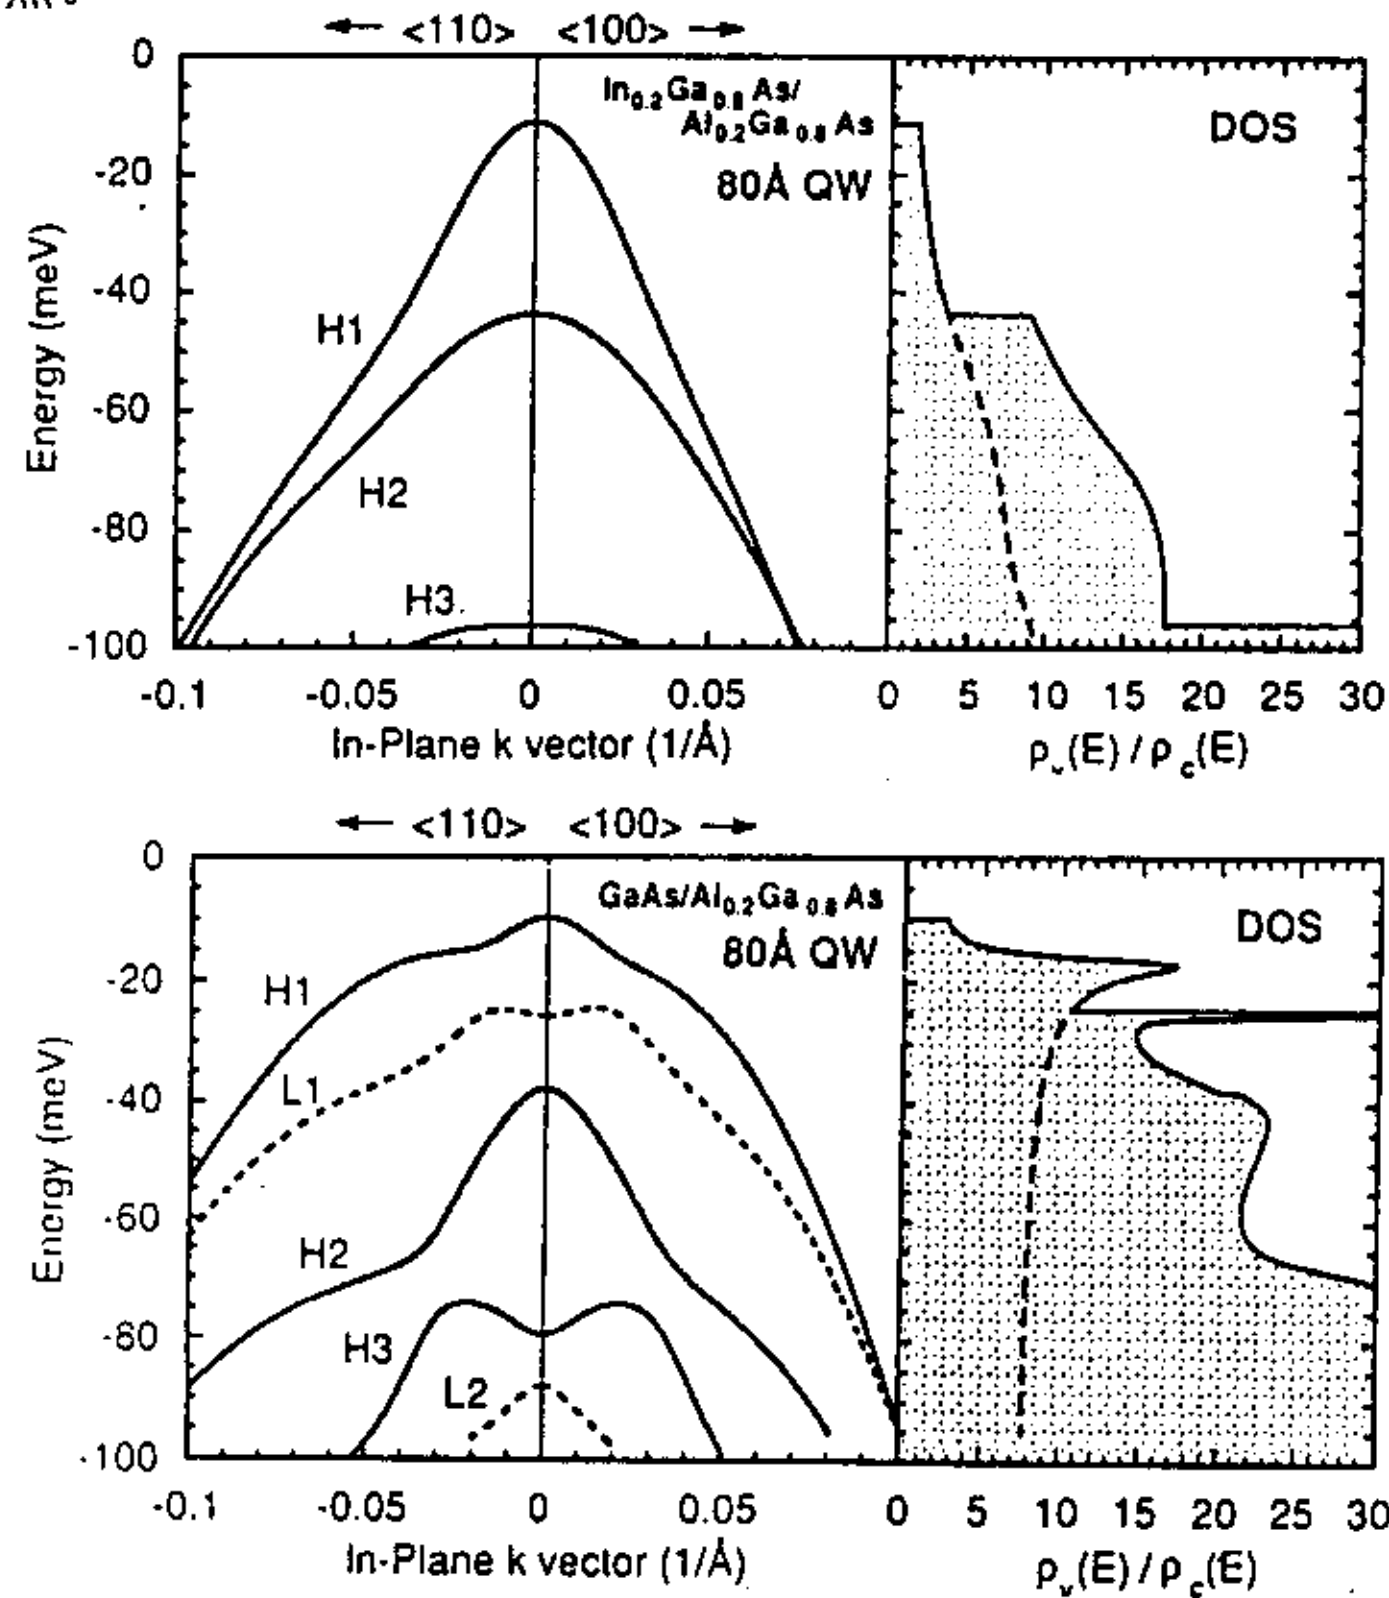 <110> <100>
In0.2Ga0.8As/
Al0.2Ga0.8As
80Å QW
DOS
Energy (meV)
0
-20
-40
-60
-80
-100
H1
H2
H3
-0.1 -0.05 0 0.05 0 5 10 15 20 25 30
In-Plane k vector (1/Å)
ρv(E) / ρc(E)
<110> <100>
GaAs/Al0.2Ga0.8As
80Å QW
DOS
Energy (meV)
0
-20
-40
-60
-80
-100
H1
L1
H2
H3
L2
-0.1 -0.05 0 0.05 0 5 10 15 20 25 30
In-Plane k vector (1/Å)
ρv(E) / ρc(E)